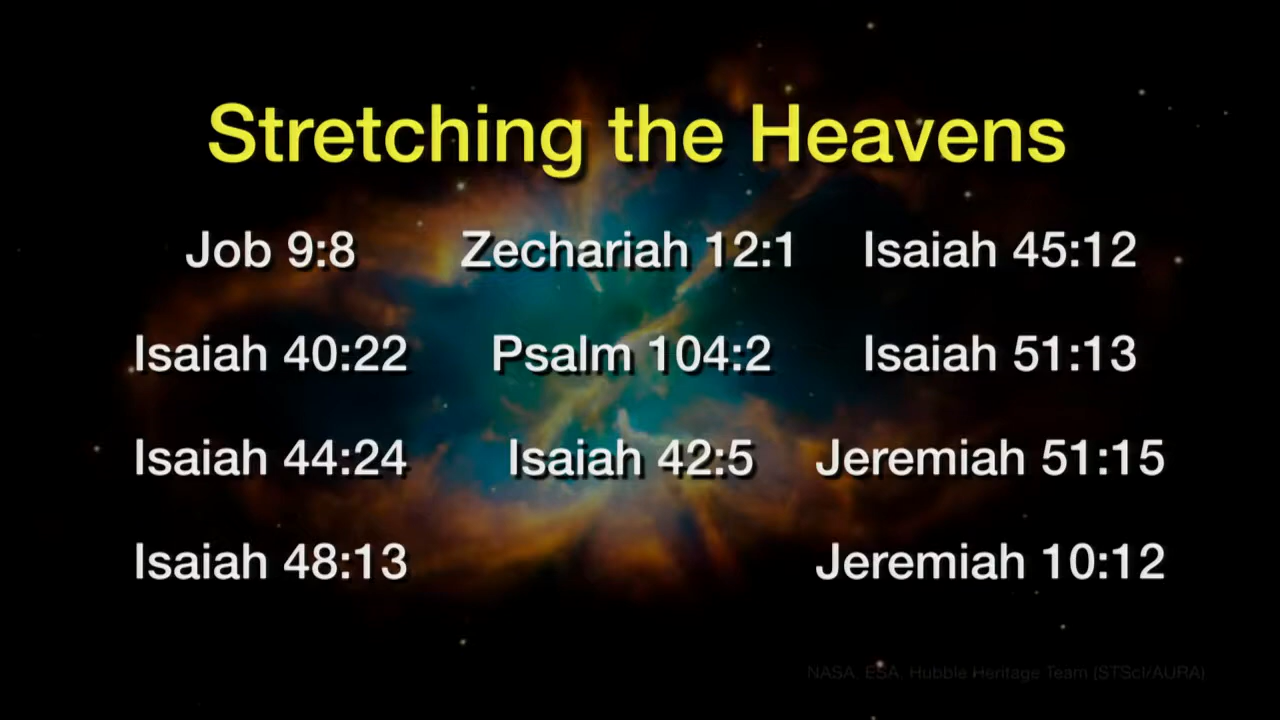 Stretching the Heavens
Job 9:8 Zechariah 12:1 Isaiah 45:12
Isaiah 40:22 Psalm 104:2 Isaiah 51:13
Isaiah 44:24 Isaiah 42:5 Jeremiah 51:15
Isaiah 48:13 Jeremiah 10:12
NASA, ESA, Hubble Heritage Team (STScI/AURA)